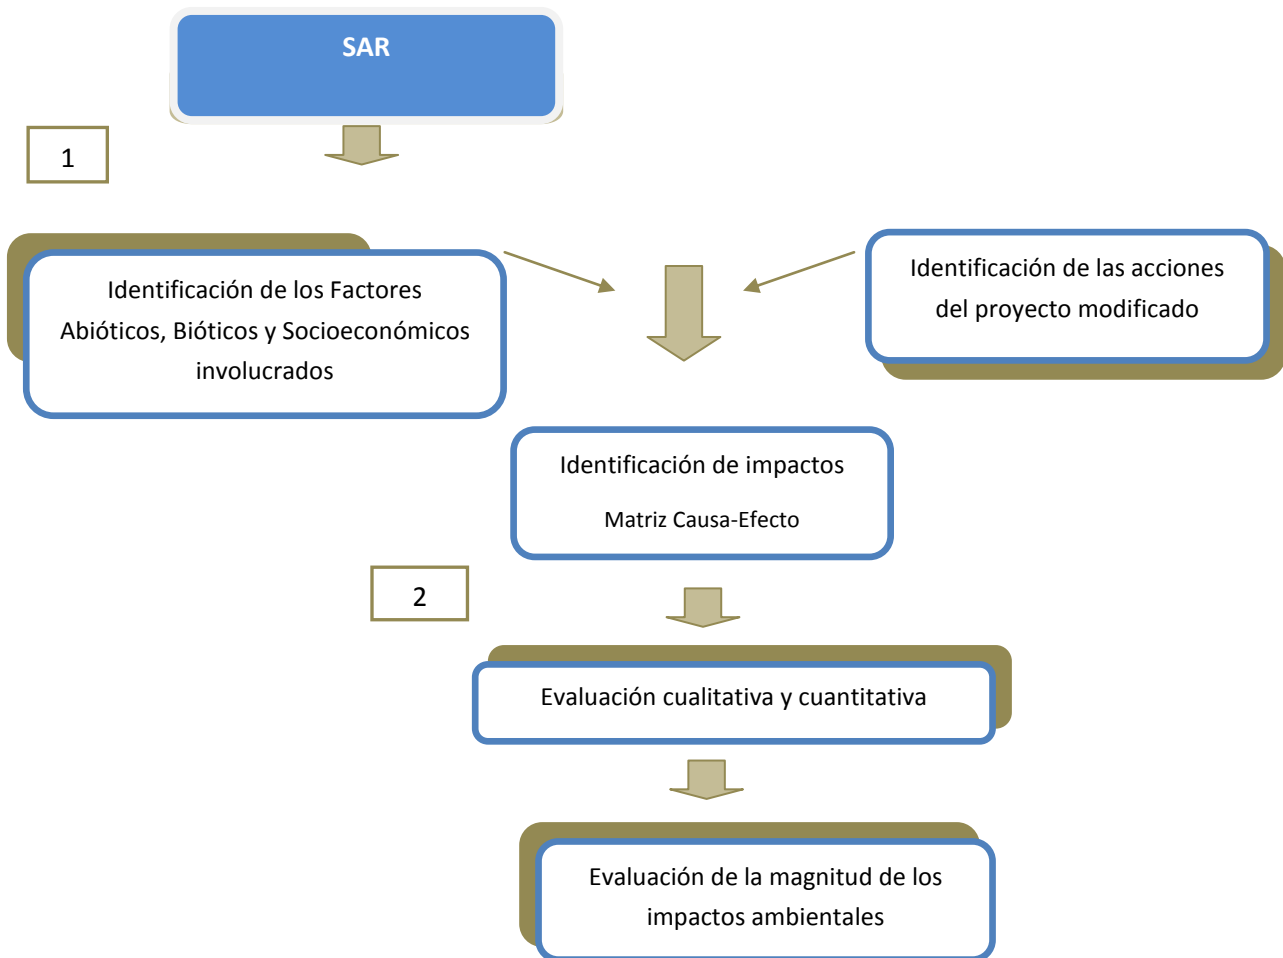 SAR
1
Identificación de los Factores
Abióticos, Bióticos y Socioeconómicos
involucrados
Identificación de las acciones
del proyecto modificado
Identificación de impactos
Matriz Causa-Efecto
2
Evaluación cualitativa y cuantitativa
Evaluación de la magnitud de los
impactos ambientales